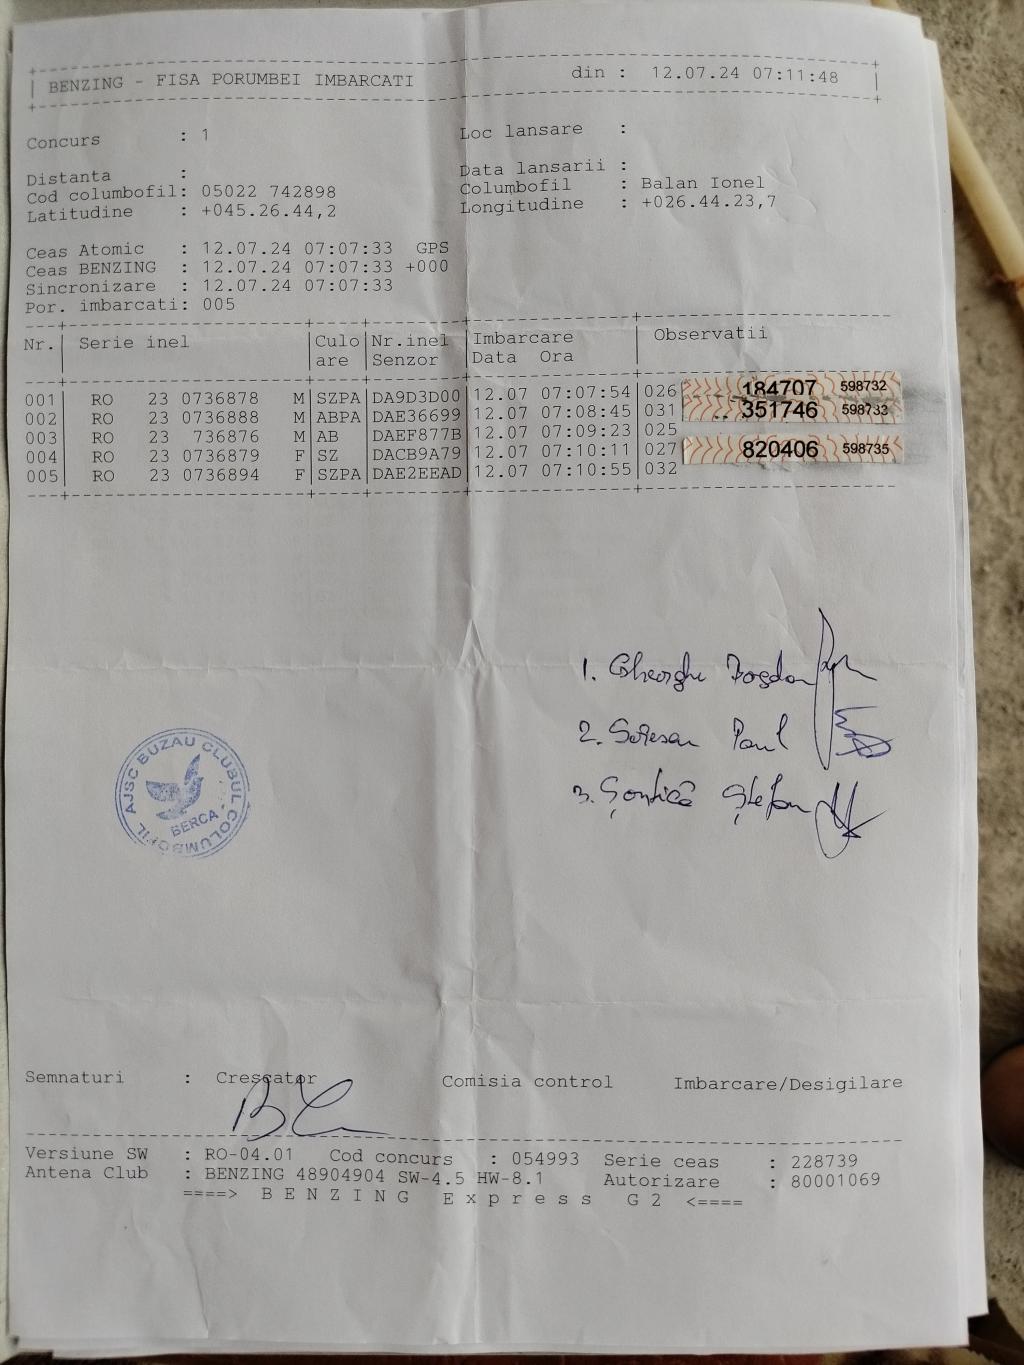 BENZING - FISA PORUMBEI IMBARCATI din : 12.07.24 07:11:48
Concurs : 1 Loc lansare :
Distanta : Data lansarii :
Cod columbofil: 05022 742898 Columbofil : Balan Ionel
Latitudine : +045.26.44,2 Longitudine : +026.44.23,7
Ceas Atomic : 12.07.24 07:07:33 GPS
Ceas BENZING : 12.07.24 07:07:33 +000
Sincronizare : 12.07.24 07:07:33
Por. imbarcati: 005
Nr. Serie inel Culo Nr.inel Imbarcare Observatii
are Senzor Data Ora
001 RO 23 0736878 M SZPA DA9D3D00 12.07 07:07:54 026 184707 598732
002 RO 23 0736888 M ABPA DAE36699 12.07 07:08:45 031 351746 598733
003 RO 23 736876 M AB DAEF877B 12.07 07:09:23 025
004 RO 23 0736879 F SZ DACB9A79 12.07 07:10:11 027 820406 598735
005 RO 23 0736894 F SZPA DAE2EEAD 12.07 07:10:55 032
1. Gheorghe Bogdan
2. Paul
3. Șontică Ștefan
AJSC BUZAU CLUBUL COLUMBOFIL
BERCA
Semnaturi : Crescator Comisia control Imbarcare/Desigilare
Versiune SW : RO-04.01 Cod concurs : 054993 Serie ceas : 228739
Antena Club : BENZING 48904904 SW-4.5 HW-8.1 Autorizare : 80001069
====> B E N Z I N G E x p r e s s G 2 <====